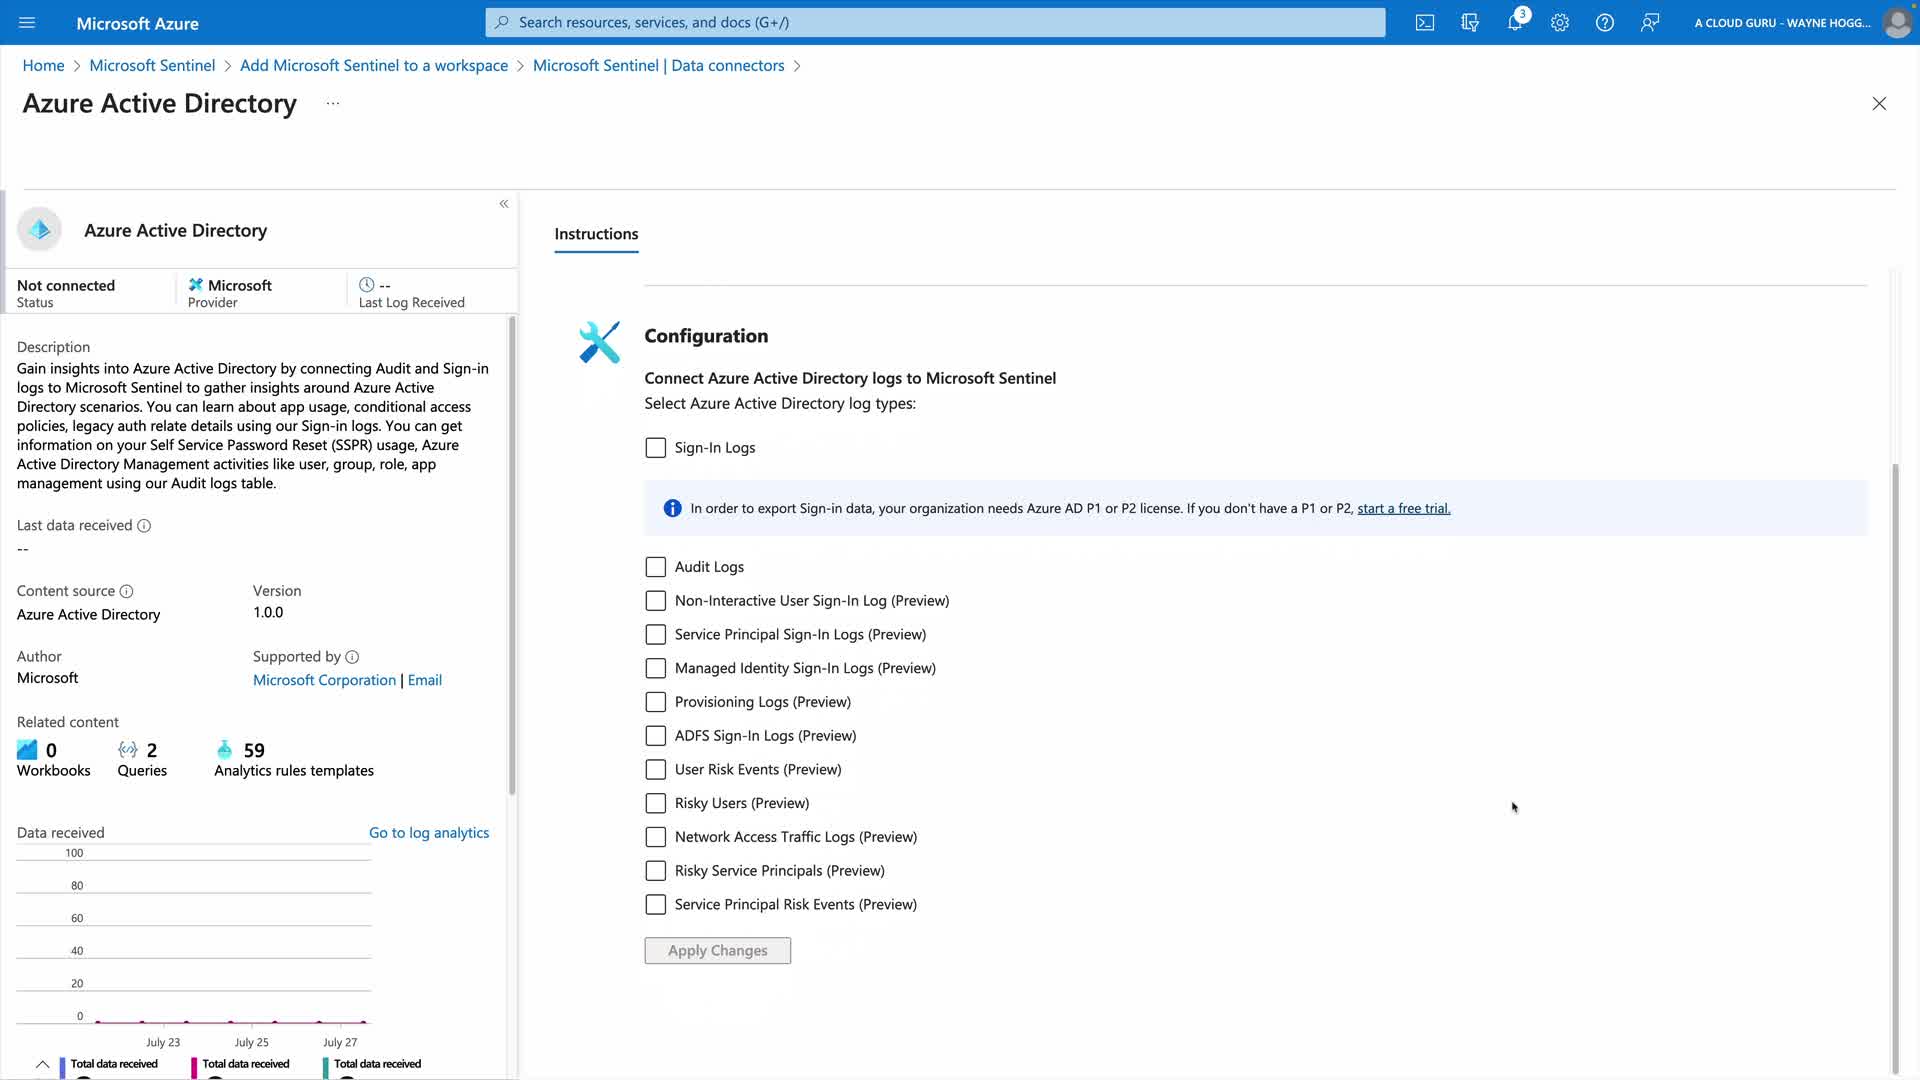 Microsoft Azure
Search resources, services, and docs (G+/)
3
A CLOUD GURU - WAYNE HOGG...
Home > Microsoft Sentinel > Add Microsoft Sentinel to a workspace > Microsoft Sentinel | Data connectors >
Azure Active Directory ...
«
Azure Active Directory
Not connected
Status
Microsoft
Provider
--
Last Log Received
Description
Gain insights into Azure Active Directory by connecting Audit and Sign-in
logs to Microsoft Sentinel to gather insights around Azure Active
Directory scenarios. You can learn about app usage, conditional access
policies, legacy auth relate details using our Sign-in logs. You can get
information on your Self Service Password Reset (SSPR) usage, Azure
Active Directory Management activities like user, group, role, app
management using our Audit logs table.
Last data received
--
Content source
Azure Active Directory
Version
1.0.0
Author
Microsoft
Supported by
Microsoft Corporation | Email
Related content
0
Workbooks
2
Queries
59
Analytics rules templates
Data received
Go to log analytics
100
80
60
40
20
0
July 23
July 25
July 27
Total data received
Total data received
Total data received
Instructions
Configuration
Connect Azure Active Directory logs to Microsoft Sentinel
Select Azure Active Directory log types:
Sign-In Logs
In order to export Sign-in data, your organization needs Azure AD P1 or P2 license. If you don't have a P1 or P2, start a free trial.
Audit Logs
Non-Interactive User Sign-In Log (Preview)
Service Principal Sign-In Logs (Preview)
Managed Identity Sign-In Logs (Preview)
Provisioning Logs (Preview)
ADFS Sign-In Logs (Preview)
User Risk Events (Preview)
Risky Users (Preview)
Network Access Traffic Logs (Preview)
Risky Service Principals (Preview)
Service Principal Risk Events (Preview)
Apply Changes